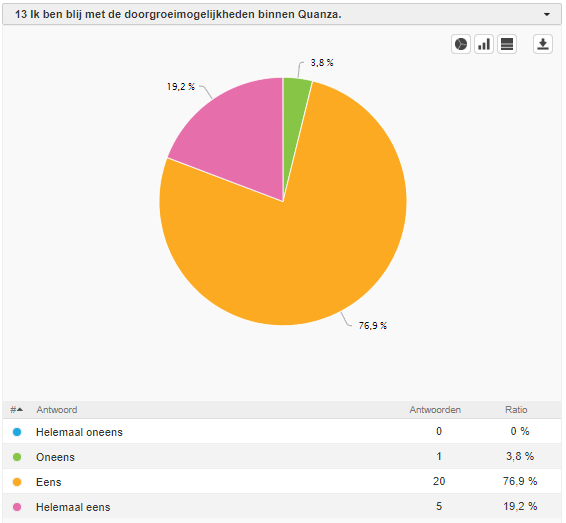 13 Ik ben blij met de doorgroeimogelijkheden binnen Quanza.
3,8 %
19,2 %
76,9 %
# Antwoord Antwoorden Ratio
Helemaal oneens 0 0 %
Oneens 1 3,8 %
Eens 20 76,9 %
Helemaal eens 5 19,2 %